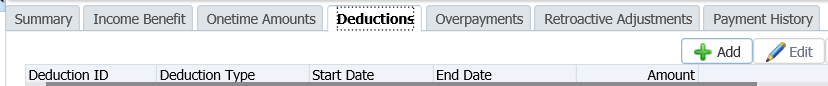 Summary Income Benefit Onetime Amounts Deductions Overpayments Retroactive Adjustments Payment History
Add Edit
Deduction ID Deduction Type Start Date End Date Amount